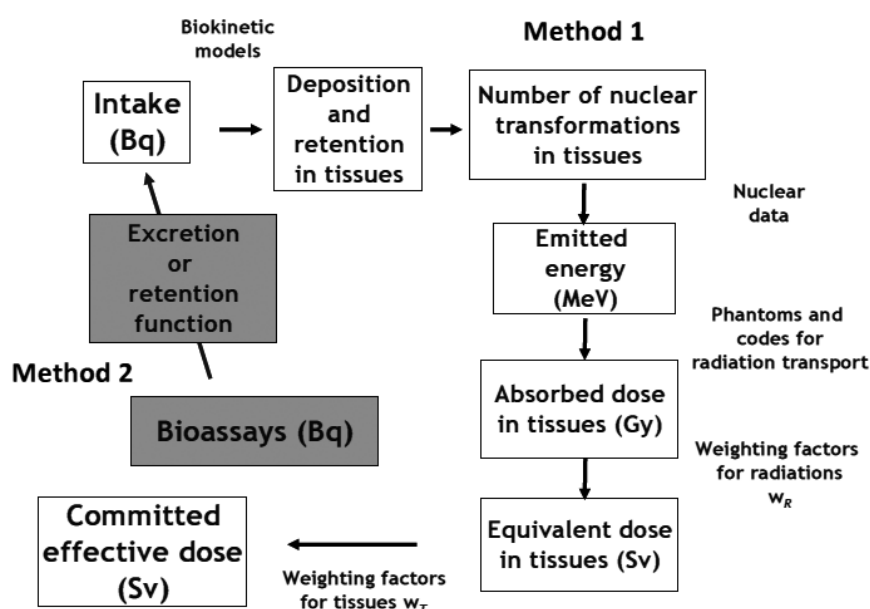 Biokinetic
models
Method 1
Intake
(Bq)
Deposition
and
retention
in tissues
Number of nuclear
transformations
in tissues
Nuclear
data
Excretion
or
retention
function
Emitted
energy
(MeV)
Phantoms and
codes for
radiation transport
Method 2
Absorbed dose
in tissues (Gy)
Bioassays (Bq)
Weighting factors
for radiations
w_R
Committed
effective dose
(Sv)
Equivalent dose
in tissues (Sv)
Weighting factors
for tissues w_T